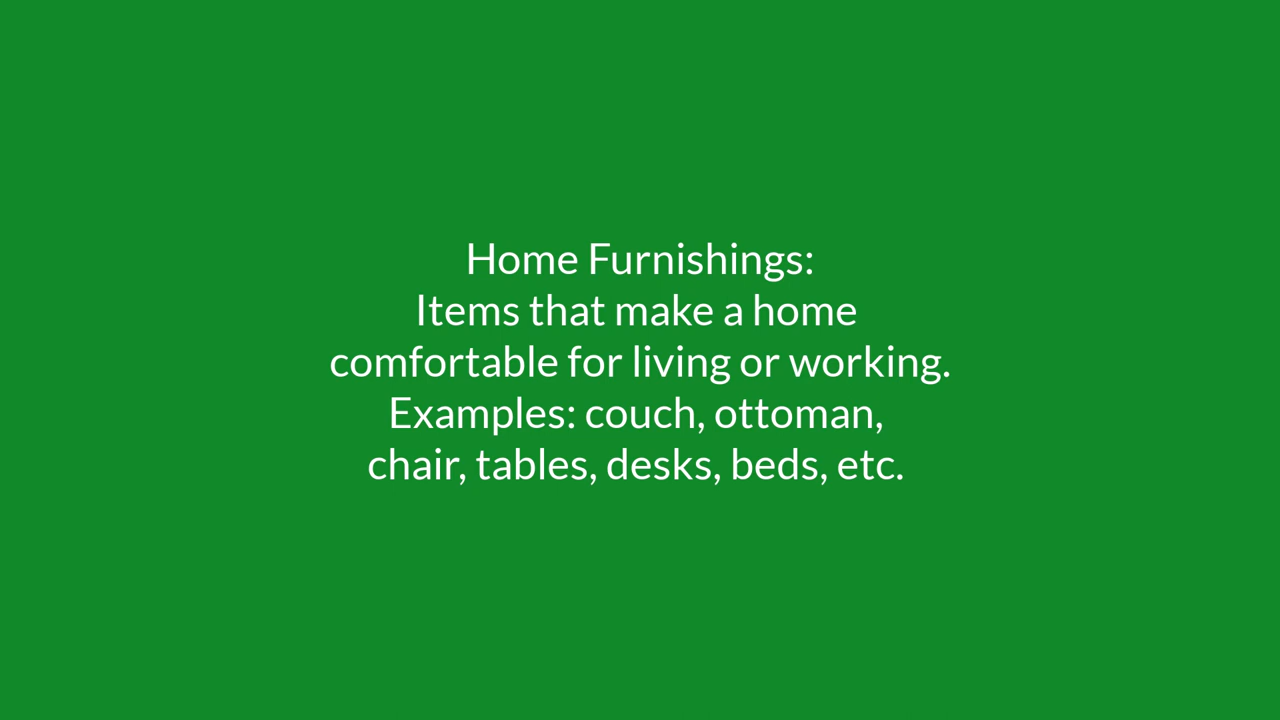 Home Furnishings:
Items that make a home
comfortable for living or working.
Examples: couch, ottoman,
chair, tables, desks, beds, etc.